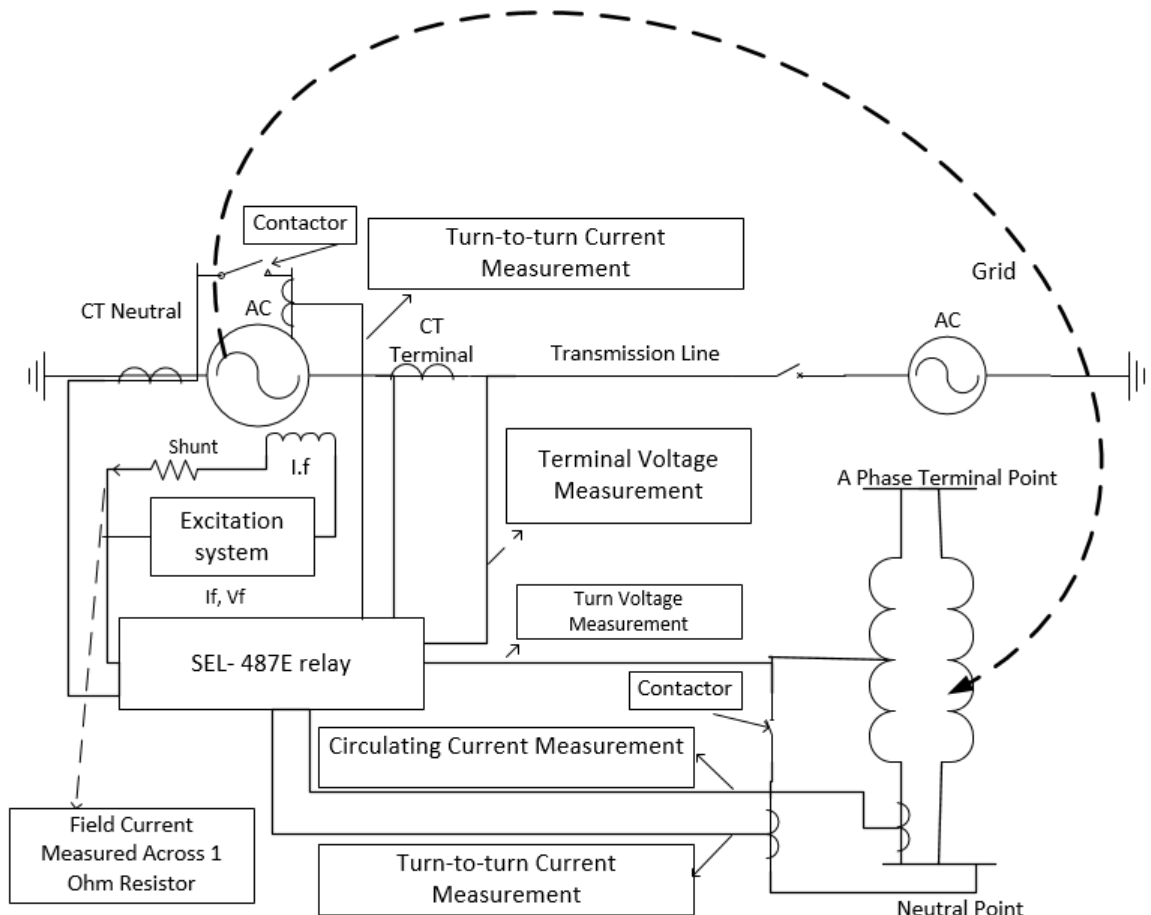 Contactor
Turn-to-turn Current
Measurement
Grid
CT Neutral
AC
CT
Terminal
Transmission Line
AC
Shunt
I.f
Terminal Voltage
Measurement
A Phase Terminal Point
Excitation
system
If, Vf
Turn Voltage
Measurement
SEL- 487E relay
Contactor
Circulating Current Measurement
Field Current
Measured Across 1
Ohm Resistor
Turn-to-turn Current
Measurement
Neutral Point